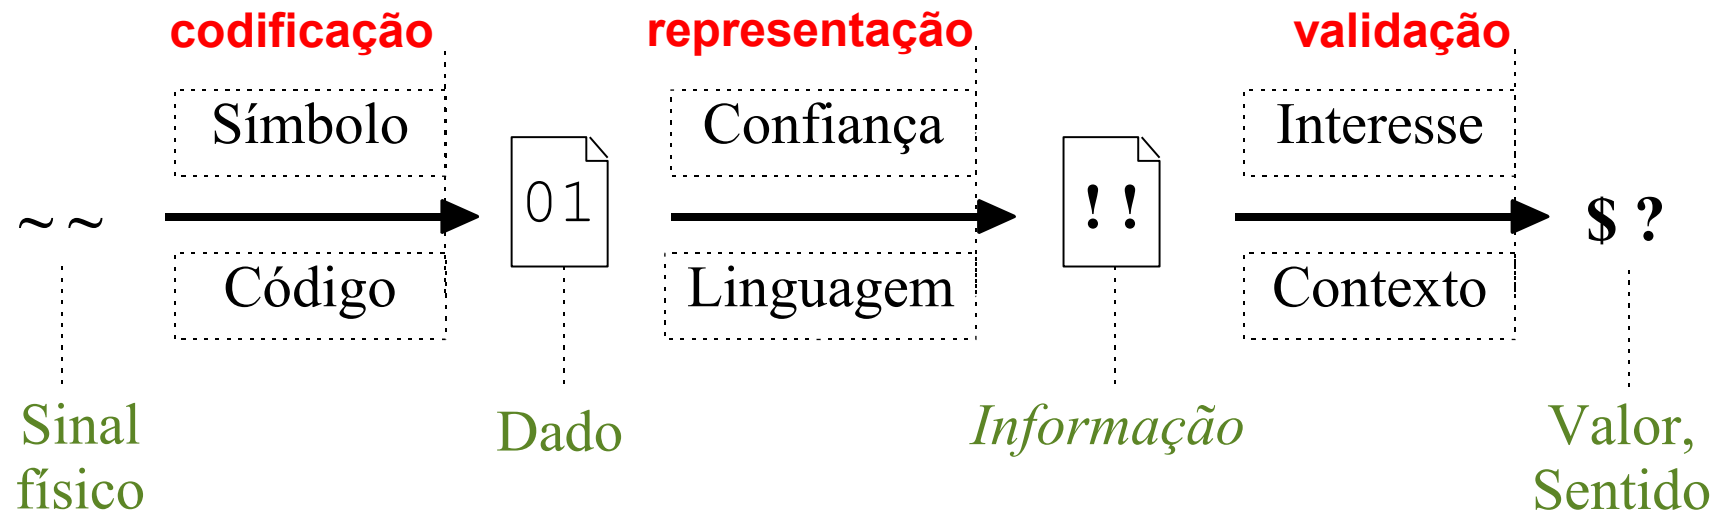 codificação representação validação
Símbolo Confiança Interesse
~ ~ 01 !! $ ?
Código Linguagem Contexto
Sinal físico
Dado
Informação
Valor,
Sentido